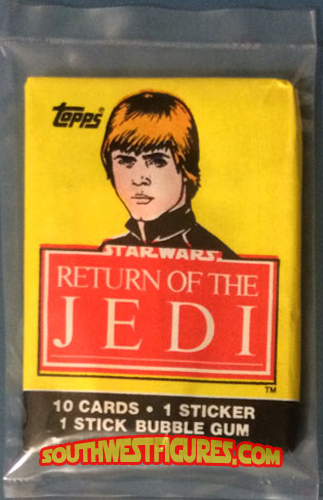 Topps®
STAR WARS
RETURN OF THE
JEDI
™
10 CARDS • 1 STICKER
1 STICK BUBBLE GUM
SOUTHWESTFIGURES.COM